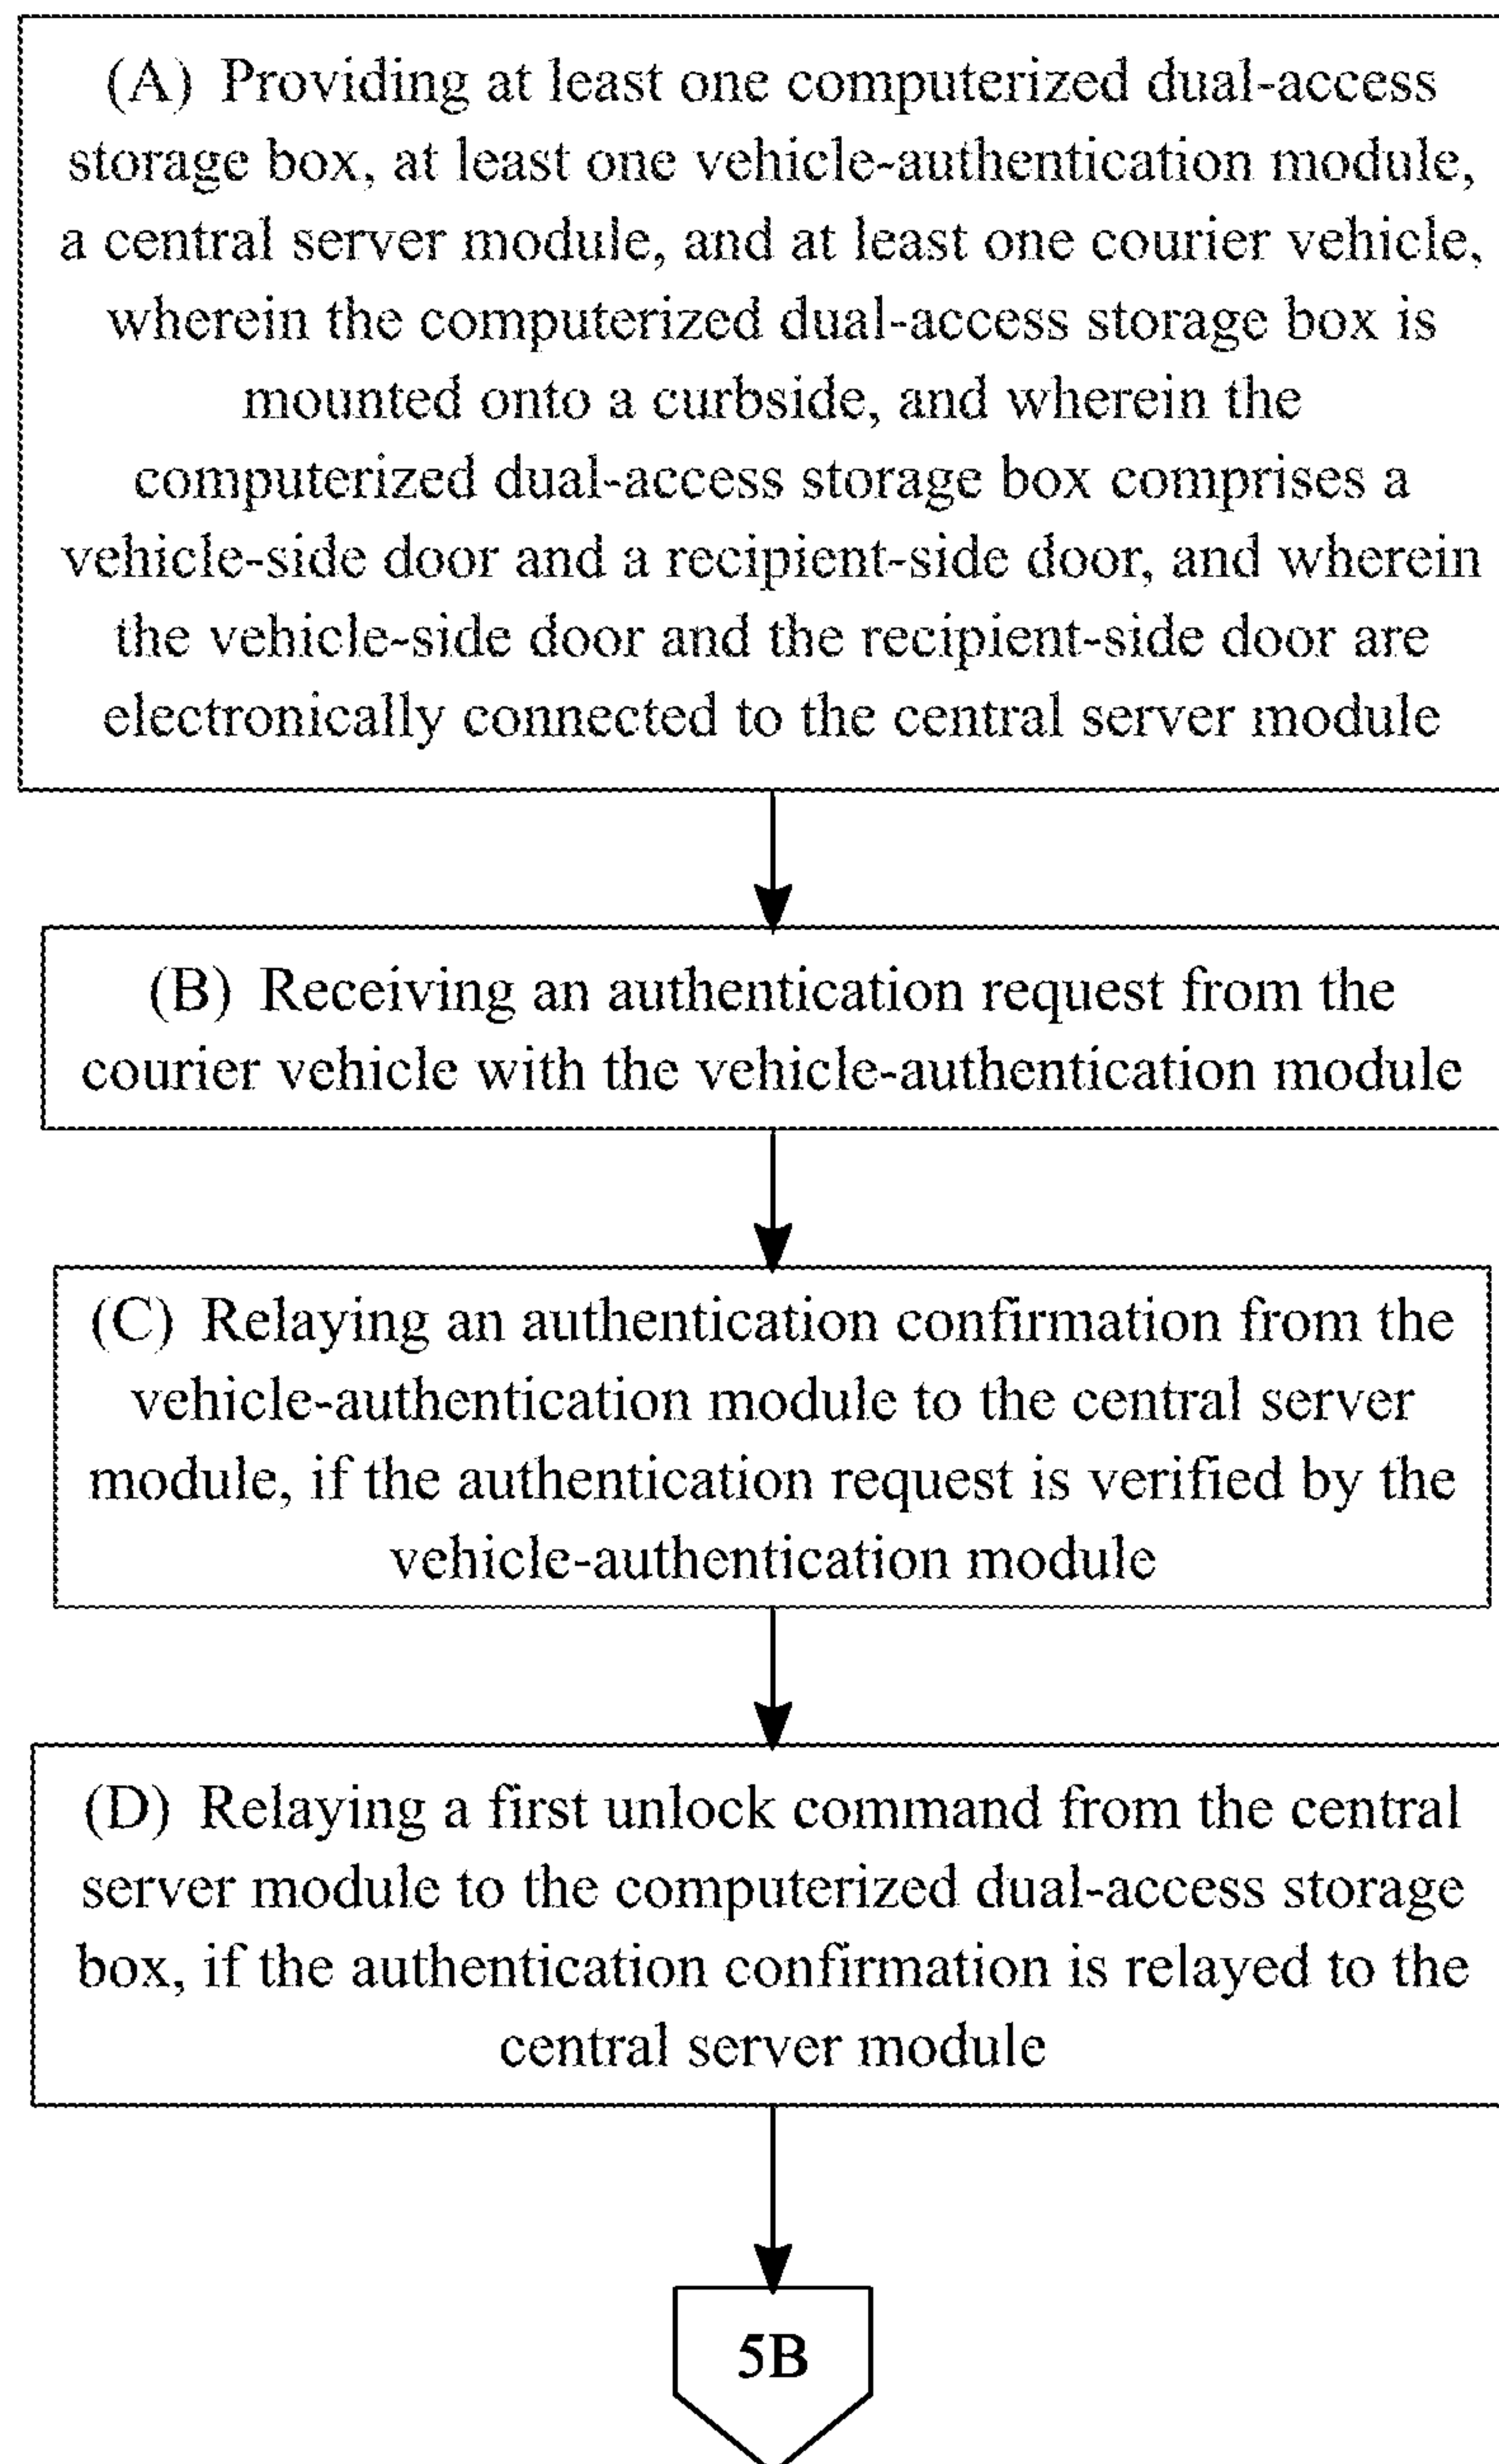 (A) Providing at least one computerized dual-access
storage box, at least one vehicle-authentication module,
a central server module, and at least one courier vehicle,
wherein the computerized dual-access storage box is
mounted onto a curbside, and wherein the
computerized dual-access storage box comprises a
vehicle-side door and a recipient-side door, and wherein
the vehicle-side door and the recipient-side door are
electronically connected to the central server module
(B) Receiving an authentication request from the
courier vehicle with the vehicle-authentication module
(C) Relaying an authentication confirmation from the
vehicle-authentication module to the central server
module, if the authentication request is verified by the
vehicle-authentication module
(D) Relaying a first unlock command from the central
server module to the computerized dual-access storage
box, if the authentication confirmation is relayed to the
central server module
5B